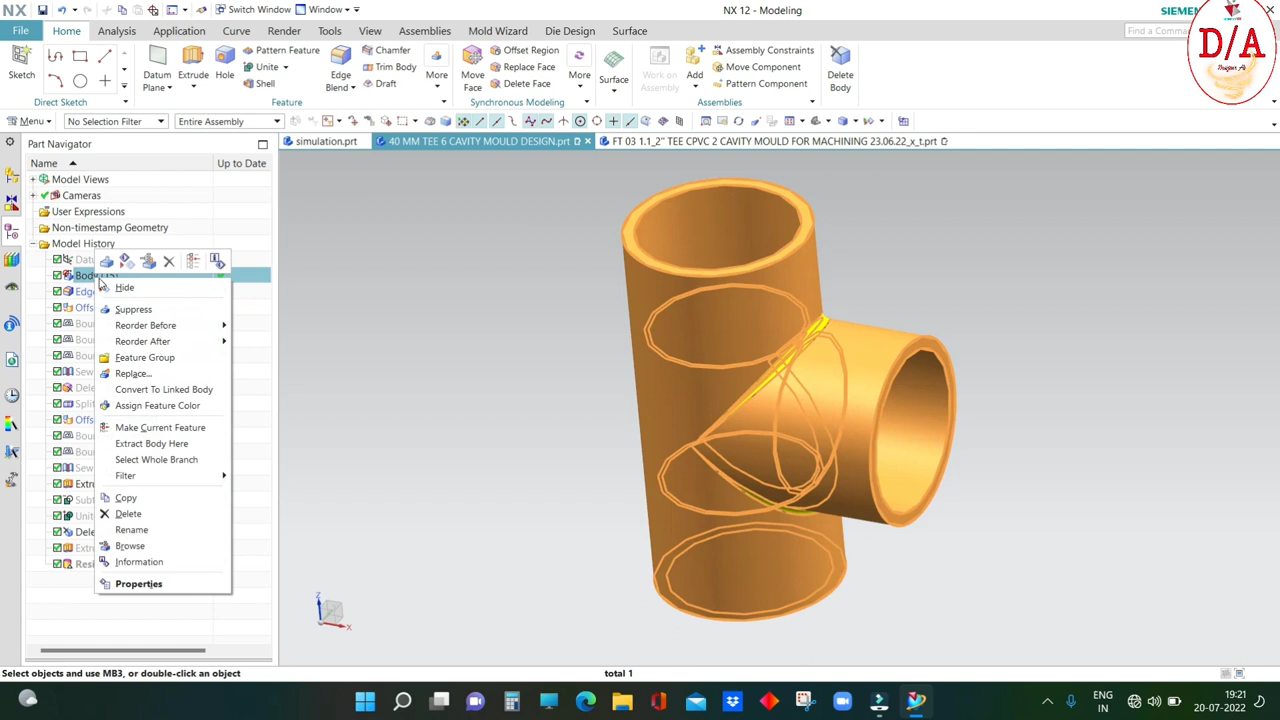 NX
Switch Window
Window
NX 12 - Modeling
SIEMENS
File
Home
Analysis
Application
Curve
Render
Tools
View
Assemblies
Mold Wizard
Die Design
Surface
Find a Comma
D/A
Sketch
Datum Plane
Extrude
Hole
Pattern Feature
Unite
Shell
Edge Blend
Chamfer
Trim Body
Draft
More
Move Face
Offset Region
Replace Face
Delete Face
More
Surface
Work on Assembly
Add
Assembly Constraints
Move Component
Pattern Component
Delete Body
Direct Sketch
Feature
Synchronous Modeling
Assemblies
Menu
No Selection Filter
Entire Assembly
Part Navigator
simulation.prt
40 MM TEE 6 CAVITY MOULD DESIGN.prt
FT 03 1.1_2'' TEE CPVC 2 CAVITY MOULD FOR MACHINING 23.06.22_x_t.prt
Name
Up to Date
Model Views
Cameras
User Expressions
Non-timestamp Geometry
Model History
Hide
Suppress
Reorder Before
Reorder After
Feature Group
Replace...
Convert To Linked Body
Assign Feature Color
Make Current Feature
Extract Body Here
Select Whole Branch
Filter
Copy
Delete
Rename
Browse
Information
Properties
Z
X
Select objects and use MB3, or double-click an object
total 1
ENG
IN
19:21
20-07-2022